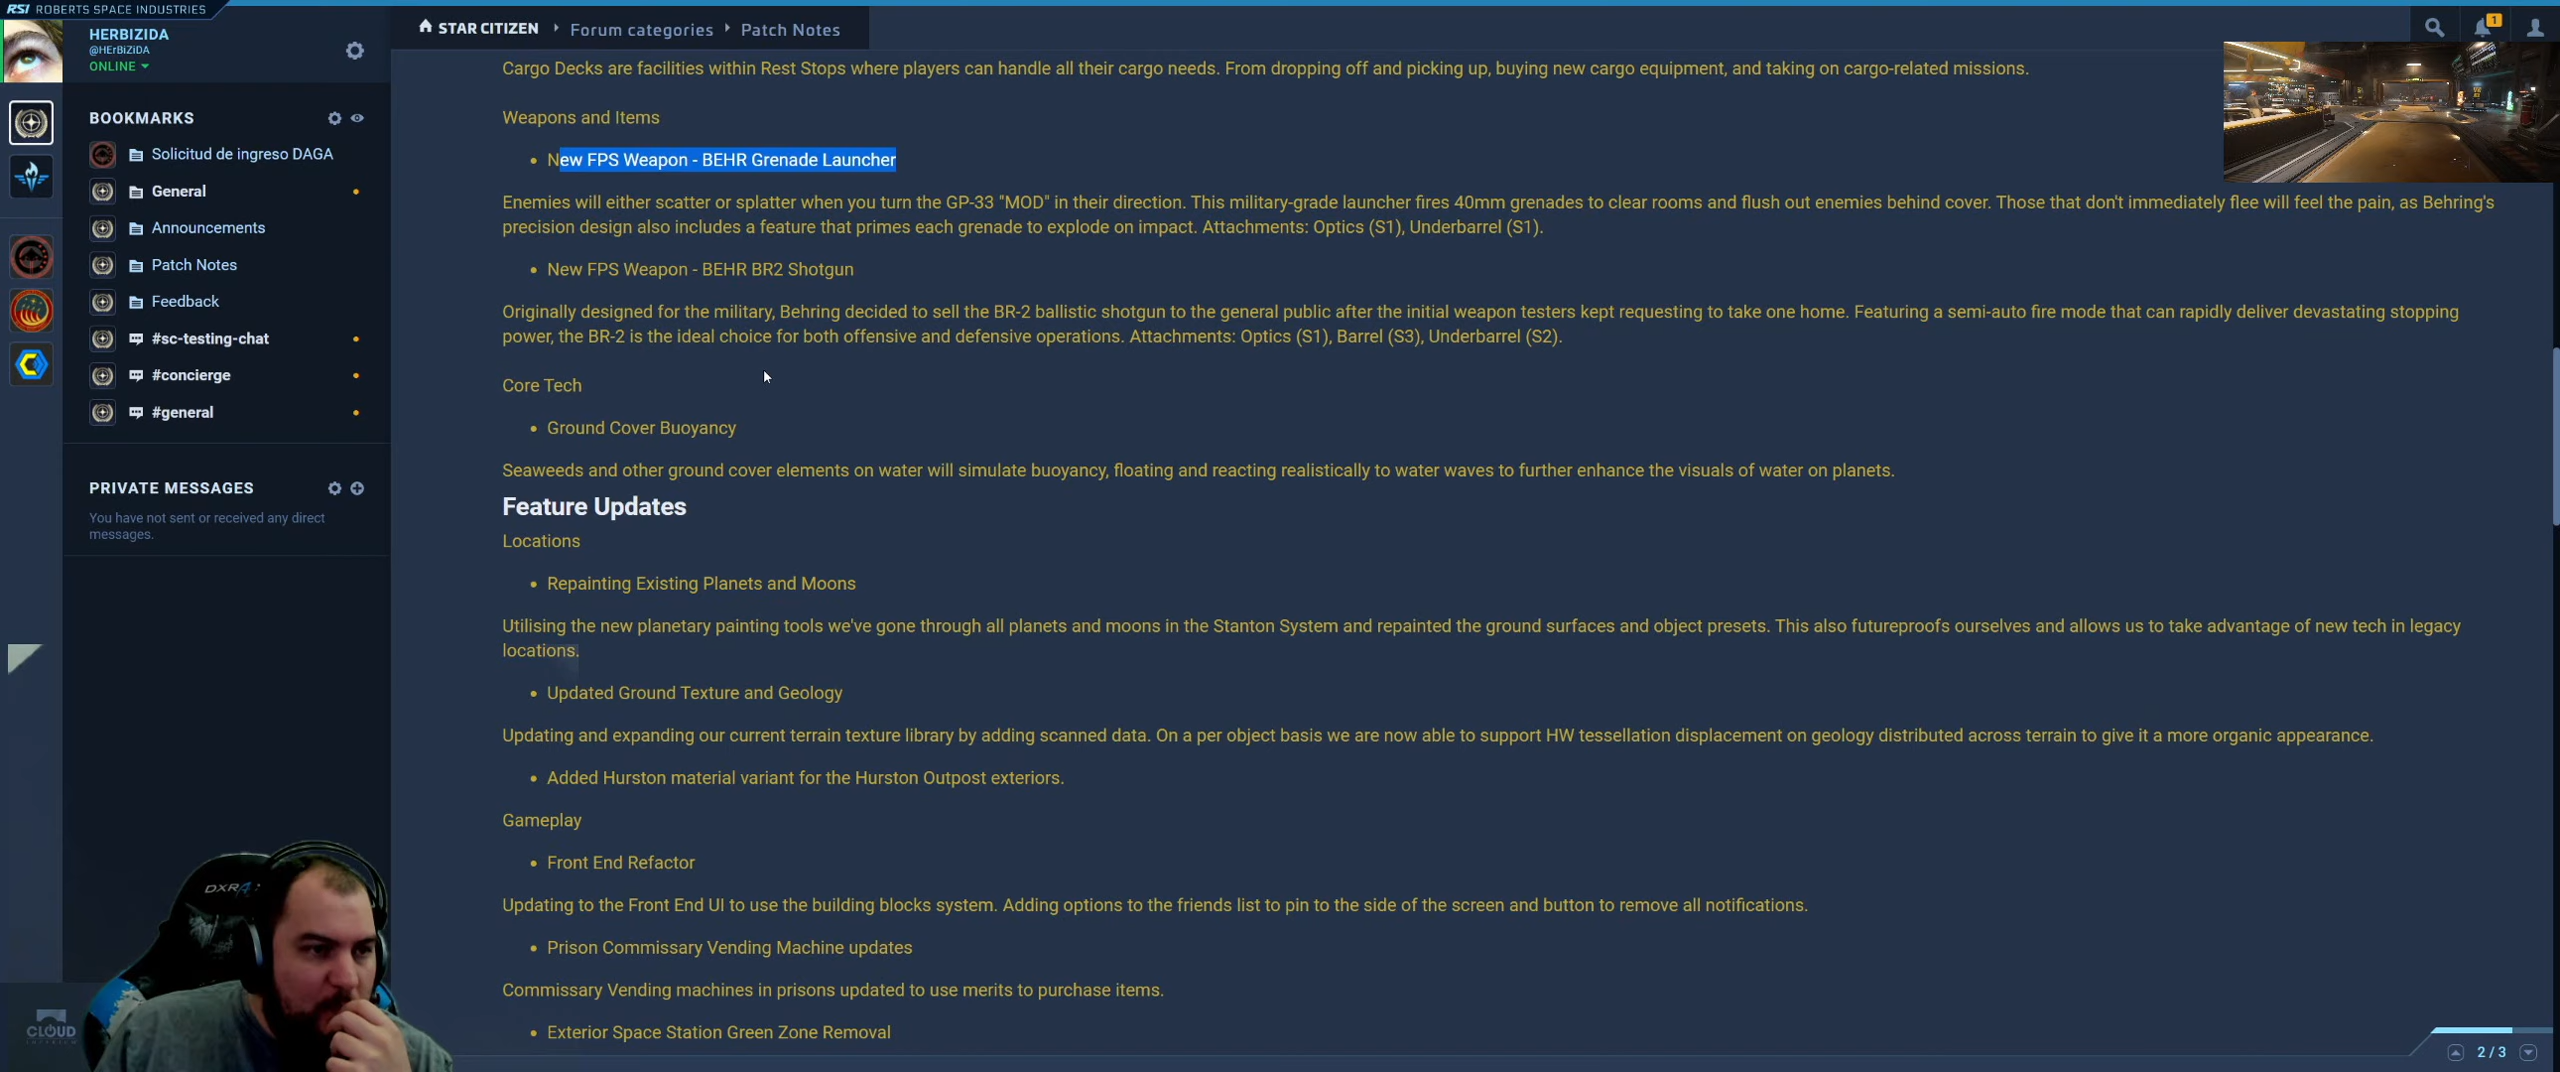 RSI ROBERTS SPACE INDUSTRIES
HERBIZIDA
@HErBiZiDA
ONLINE
BOOKMARKS
Solicitud de ingreso DAGA
General
Announcements
Patch Notes
Feedback
#sc-testing-chat
#concierge
#general
PRIVATE MESSAGES
You have not sent or received any direct
messages.
STAR CITIZEN Forum categories Patch Notes
1
Cargo Decks are facilities within Rest Stops where players can handle all their cargo needs. From dropping off and picking up, buying new cargo equipment, and taking on cargo-related missions.
Weapons and Items
• New FPS Weapon - BEHR Grenade Launcher
Enemies will either scatter or splatter when you turn the GP-33 "MOD" in their direction. This military-grade launcher fires 40mm grenades to clear rooms and flush out enemies behind cover. Those that don't immediately flee will feel the pain, as Behring's
precision design also includes a feature that primes each grenade to explode on impact. Attachments: Optics (S1), Underbarrel (S1).
• New FPS Weapon - BEHR BR2 Shotgun
Originally designed for the military, Behring decided to sell the BR-2 ballistic shotgun to the general public after the initial weapon testers kept requesting to take one home. Featuring a semi-auto fire mode that can rapidly deliver devastating stopping
power, the BR-2 is the ideal choice for both offensive and defensive operations. Attachments: Optics (S1), Barrel (S3), Underbarrel (S2).
Core Tech
• Ground Cover Buoyancy
Seaweeds and other ground cover elements on water will simulate buoyancy, floating and reacting realistically to water waves to further enhance the visuals of water on planets.
Feature Updates
Locations
• Repainting Existing Planets and Moons
Utilising the new planetary painting tools we've gone through all planets and moons in the Stanton System and repainted the ground surfaces and object presets. This also futureproofs ourselves and allows us to take advantage of new tech in legacy
locations.
• Updated Ground Texture and Geology
Updating and expanding our current terrain texture library by adding scanned data. On a per object basis we are now able to support HW tessellation displacement on geology distributed across terrain to give it a more organic appearance.
• Added Hurston material variant for the Hurston Outpost exteriors.
Gameplay
• Front End Refactor
Updating to the Front End UI to use the building blocks system. Adding options to the friends list to pin to the side of the screen and button to remove all notifications.
• Prison Commissary Vending Machine updates
Commissary Vending machines in prisons updated to use merits to purchase items.
• Exterior Space Station Green Zone Removal
2 / 3
DXRA
CLOUD